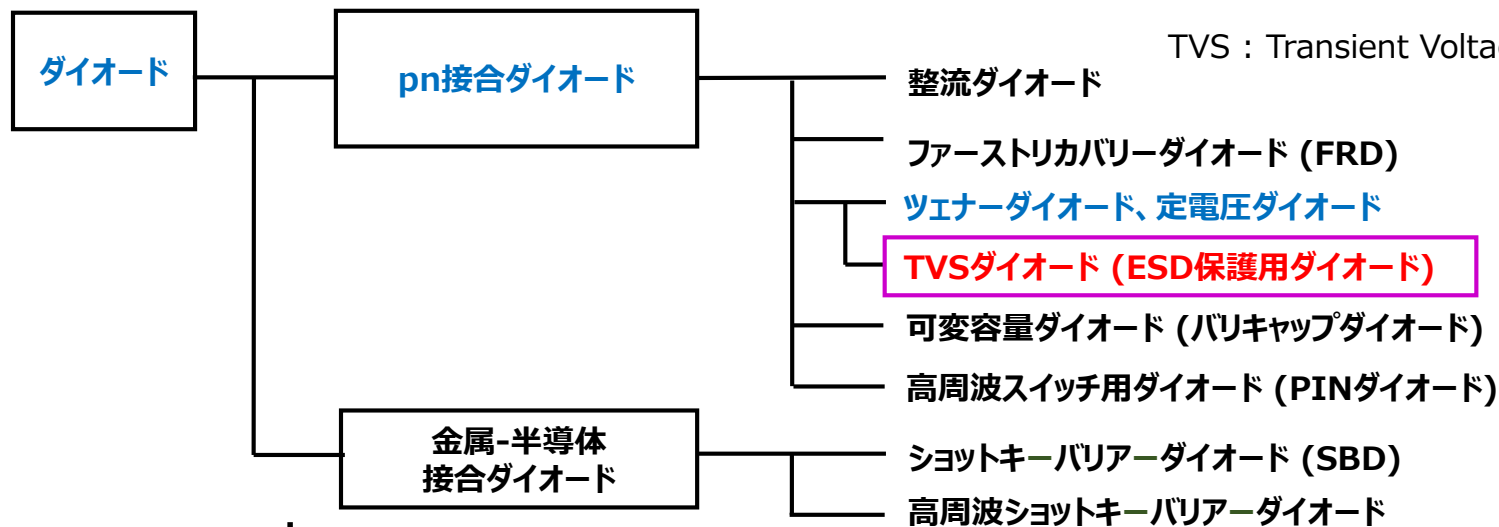 TVS : Transient Voltag
ダイオード
pn接合ダイオード
整流ダイオード
ファーストリカバリーダイオード (FRD)
ツェナーダイオード、定電圧ダイオード
TVSダイオード (ESD保護用ダイオード)
可変容量ダイオード (バリキャップダイオード)
高周波スイッチ用ダイオード (PINダイオード)
金属-半導体
接合ダイオード
ショットキーバリアーダイオード (SBD)
高周波ショットキーバリアーダイオード